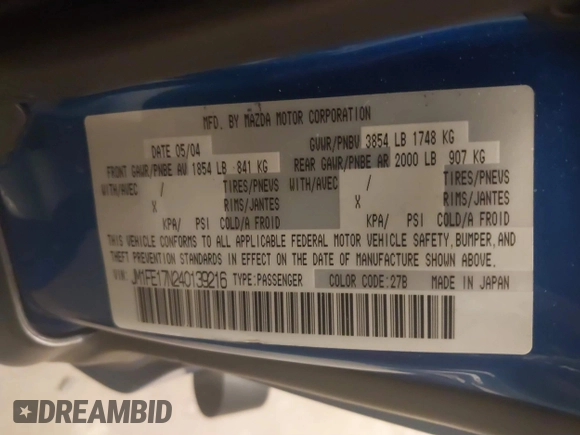 MFD. BY MAZDA MOTOR CORPORATION
DATE 05/04 GVWR/PNBV 3854 LB 1748 KG
FRONT GAWR/PNBE AV 1854 LB 841 KG REAR GAWR/PNBE AR 2000 LB 907 KG
WITH/AVEC / TIRES/PNEUS WITH/AVEC / TIRES/PNEUS
X RIMS/JANTES X RIMS/JANTES
KPA/ PSI COLD/A FROID KPA/ PSI COLD/A FROID
THIS VEHICLE CONFORMS TO ALL APPLICABLE FEDERAL MOTOR VEHICLE SAFETY, BUMPER, AND
THEFT PREVENTION STANDARDS IN EFFECT ON THE DATE OF MANUFACTURE SHOWN ABOVE.
VIN: JM1FE17N240139216 TYPE:PASSENGER COLOR CODE:27B MADE IN JAPAN
DREAMBID